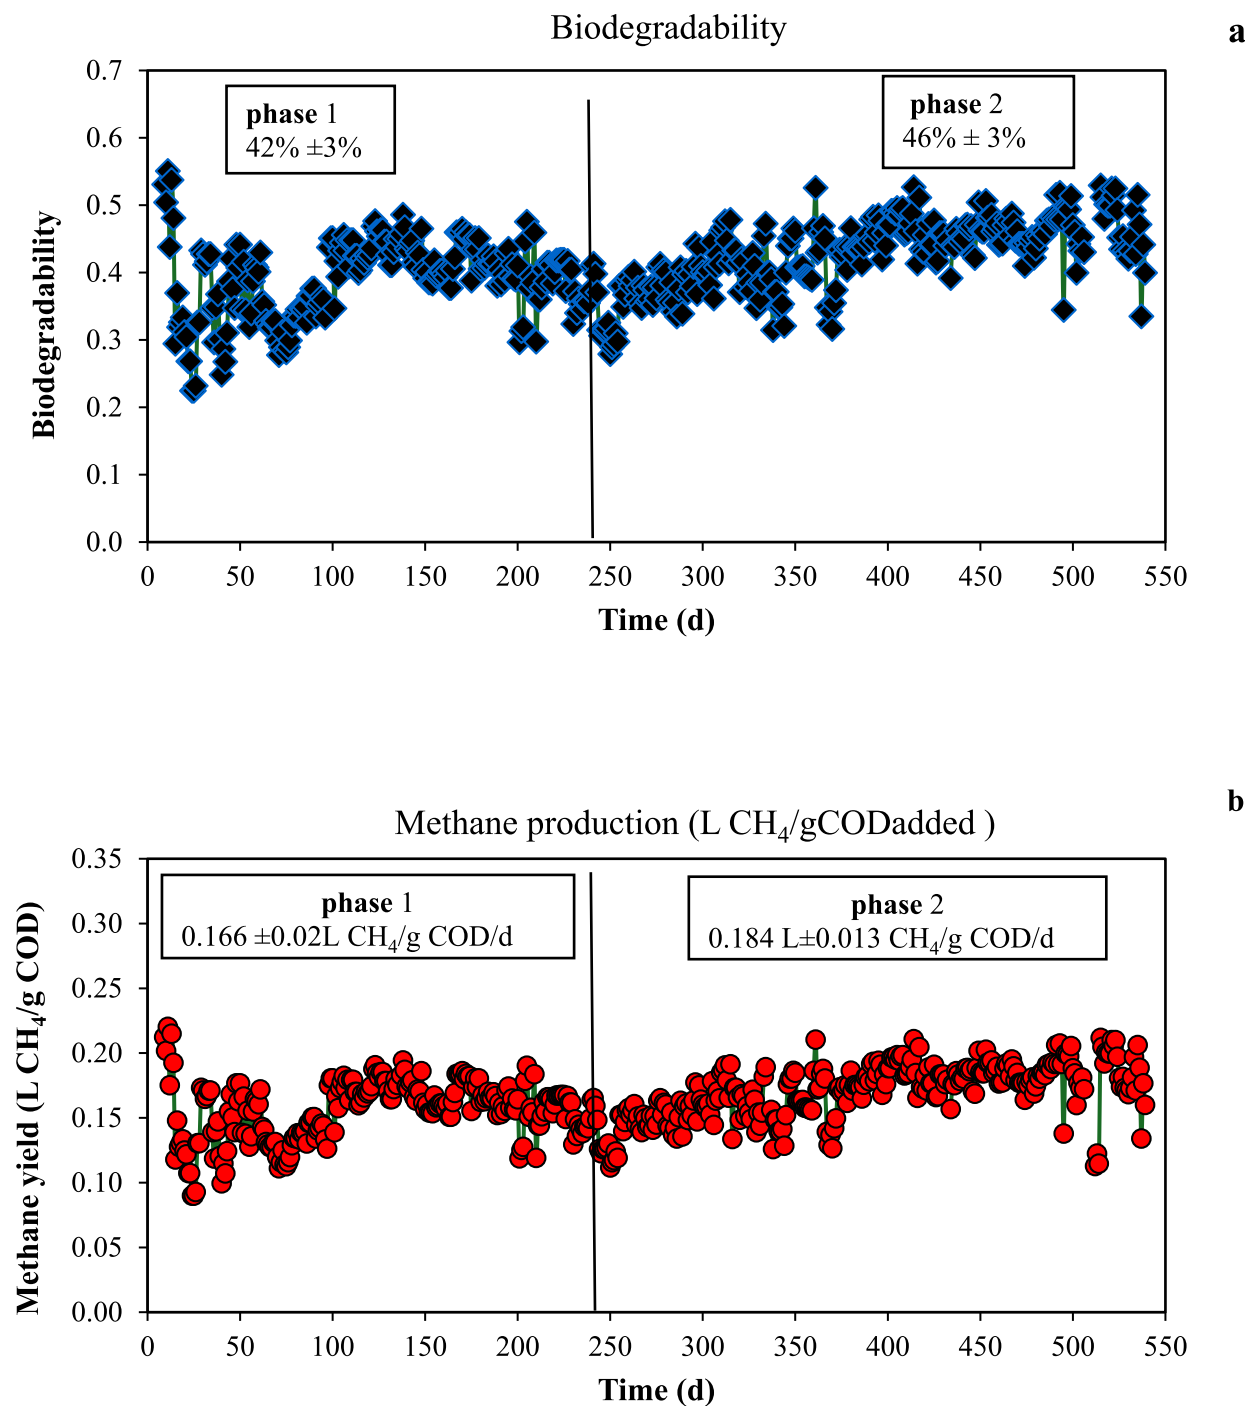 Biodegradability
a
0.7
0.6
0.5
0.4
0.3
0.2
0.1
0.0
Biodegradability
phase 1
42% ±3%
phase 2
46% ± 3%
0 50 100 150 200 250 300 350 400 450 500 550
Time (d)
b
Methane production (L CH₄/gCODadded )
0.35
0.30
0.25
0.20
0.15
0.10
0.05
0.00
Methane yield (L CH₄/g COD)
phase 1
0.166 ±0.02L CH₄/g COD/d
phase 2
0.184 L±0.013 CH₄/g COD/d
0 50 100 150 200 250 300 350 400 450 500 550
Time (d)